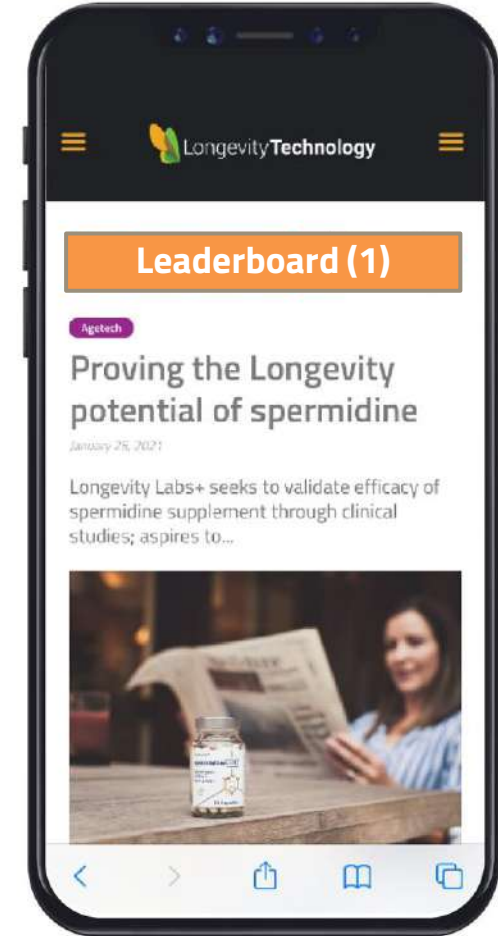 LongevityTechnology
Leaderboard (1)
Agetech
Proving the Longevity
potential of spermidine
January 28, 2021
Longevity Labs+ seeks to validate efficacy of
spermidine supplement through clinical
studies; aspires to...